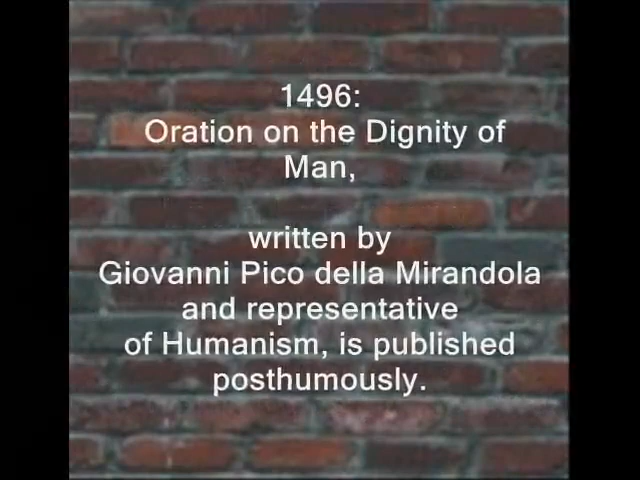 1496:
Oration on the Dignity of
Man,
written by
Giovanni Pico della Mirandola
and representative
of Humanism, is published
posthumously.